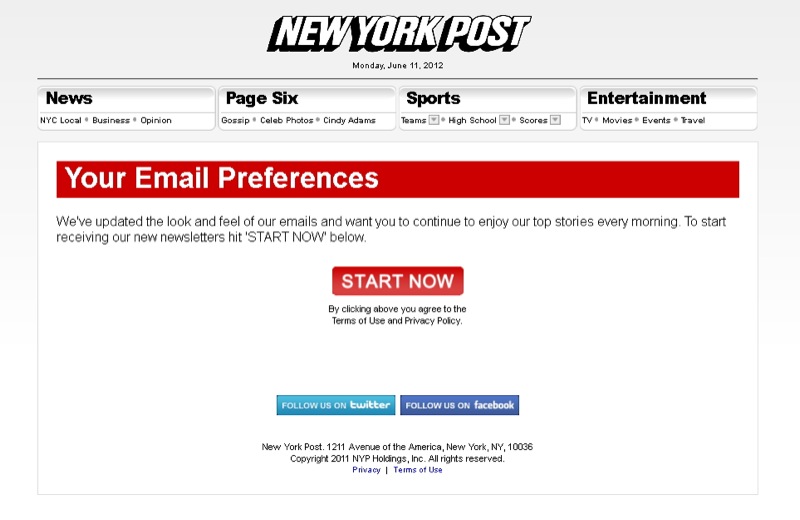 NEW YORK POST
Monday, June 11, 2012
News
Page Six
Sports
Entertainment
NYC Local • Business • Opinion
Gossip • Celeb Photos • Cindy Adams
Teams • High School • Scores
TV • Movies • Events • Travel
Your Email Preferences
We've updated the look and feel of our emails and want you to continue to enjoy our top stories every morning. To start
receiving our new newsletters hit 'START NOW' below.
START NOW
By clicking above you agree to the
Terms of Use and Privacy Policy.
FOLLOW US ON twitter
FOLLOW US ON facebook
New York Post. 1211 Avenue of the America, New York, NY, 10036
Copyright 2011 NYP Holdings, Inc. All rights reserved.
Privacy | Terms of Use